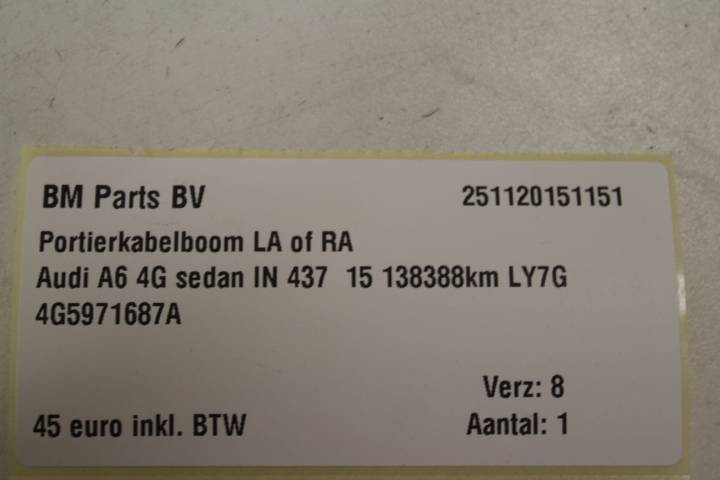 BM Parts BV 251120151151
Portierkabelboom LA of RA
Audi A6 4G sedan IN 437 15 138388km LY7G
4G5971687A
Verz: 8
45 euro inkl. BTW Aantal: 1